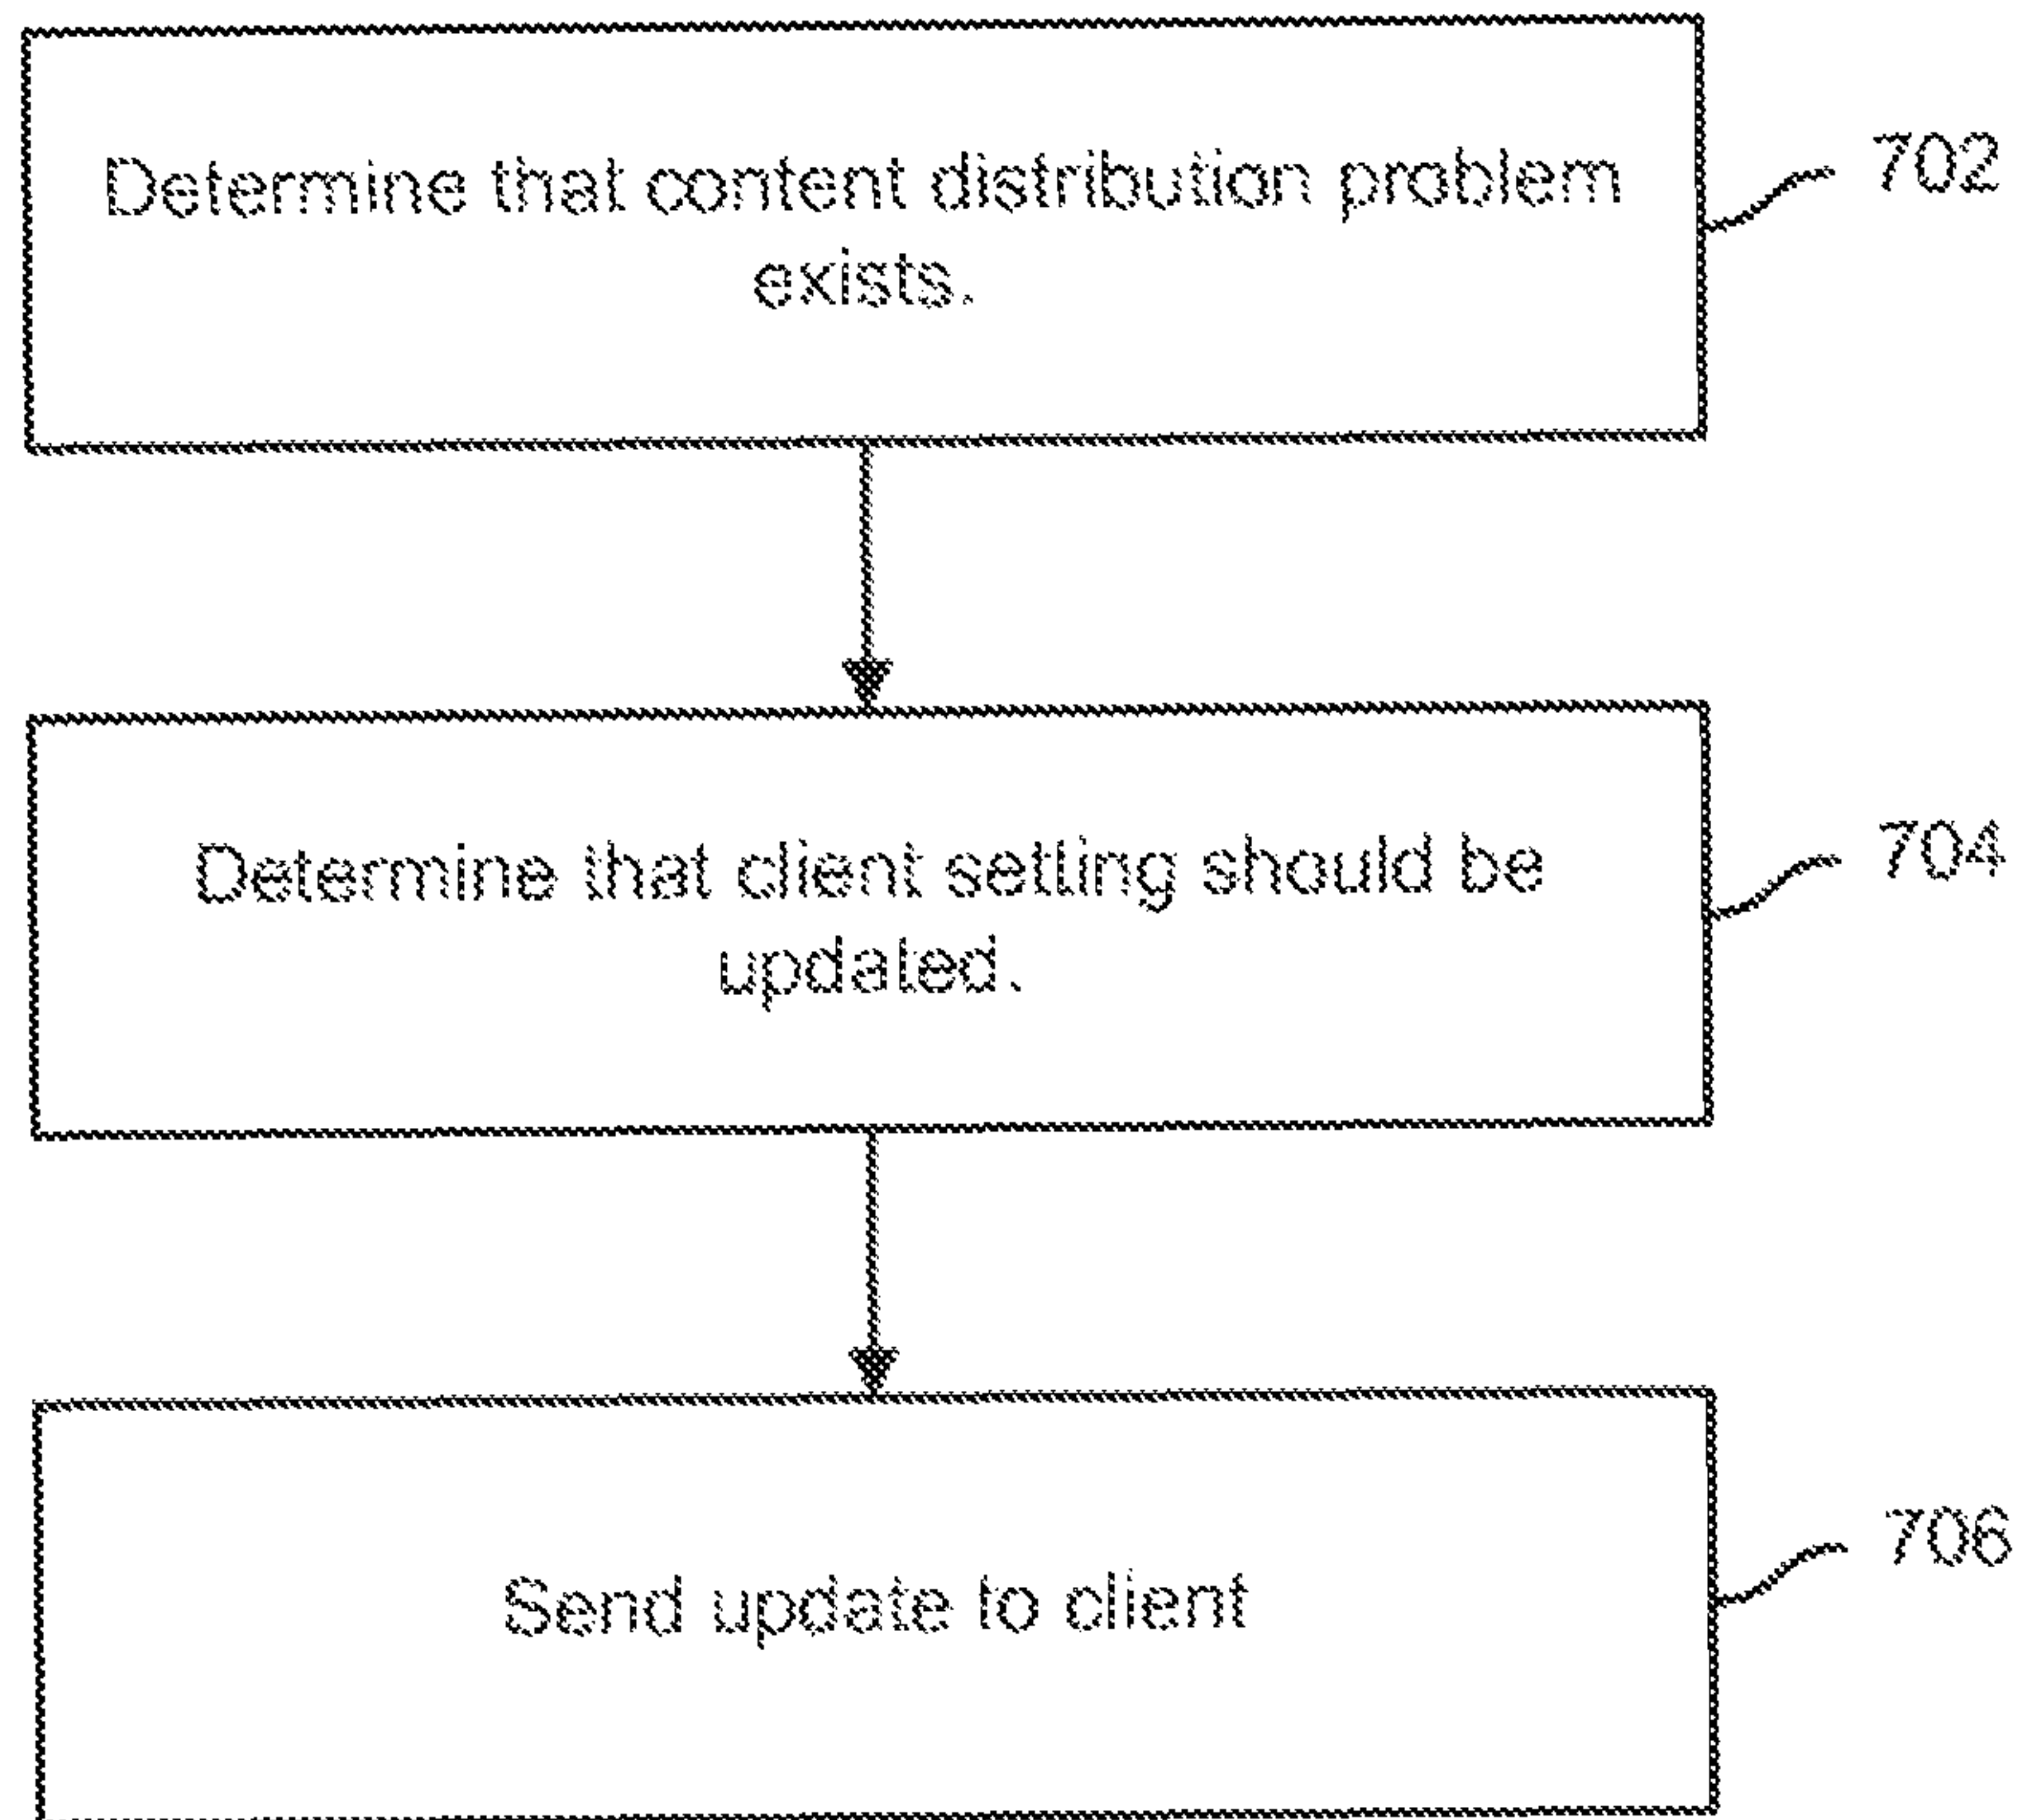 Determine that content distribution problem
exists.
702
Determine that client setting should be
updated.
704
Send update to client
706